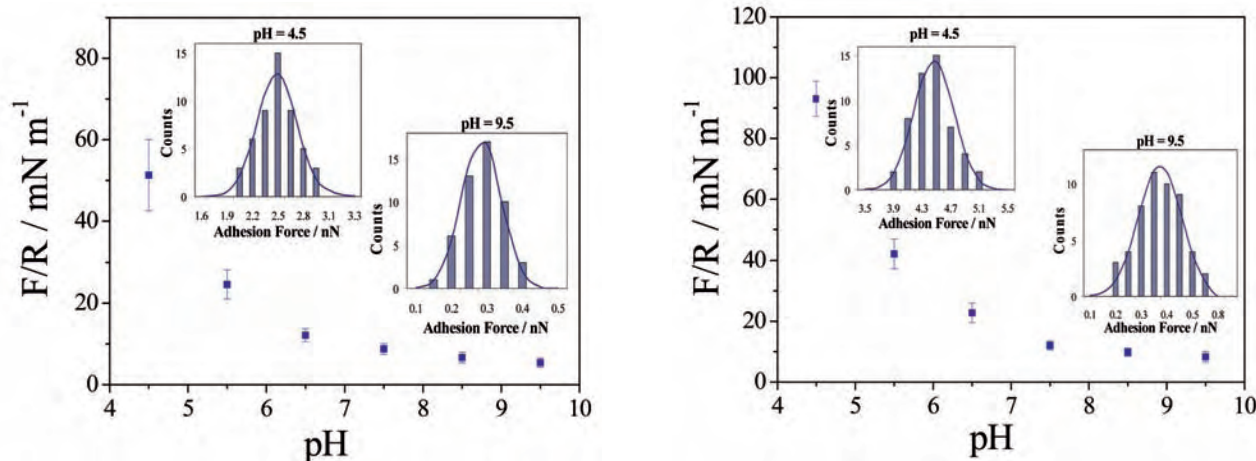 80
60
40
20
0
F/R / mN m⁻¹
4 5 6 7 8 9 10
pH
pH = 4.5
15
10
5
0
Counts
1.6 1.9 2.2 2.5 2.8 3.1 3.3
Adhesion Force / nN
pH = 9.5
15
10
5
0
Counts
0.1 0.2 0.3 0.4 0.5
Adhesion Force / nN
120
100
80
60
40
20
0
F/R / mN m⁻¹
4 5 6 7 8 9 10
pH
pH = 4.5
15
10
5
0
Counts
3.5 3.9 4.3 4.7 5.1 5.5
Adhesion Force / nN
pH = 9.5
10
5
0
Counts
0.1 0.2 0.3 0.4 0.5 0.8
Adhesion Force / nN